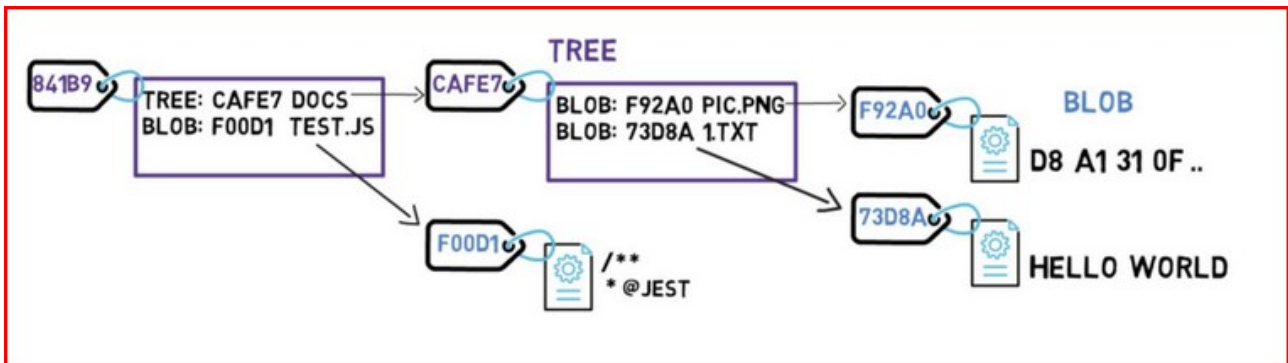 TREE
841B9
TREE: CAFE7 DOCS
BLOB: F00D1 TEST.JS
CAFE7
BLOB: F92A0 PIC.PNG
BLOB: 73D8A 1.TXT
F92A0
BLOB
D8 A1 31 0F ..
73D8A
HELLO WORLD
F00D1
/**
* @JEST